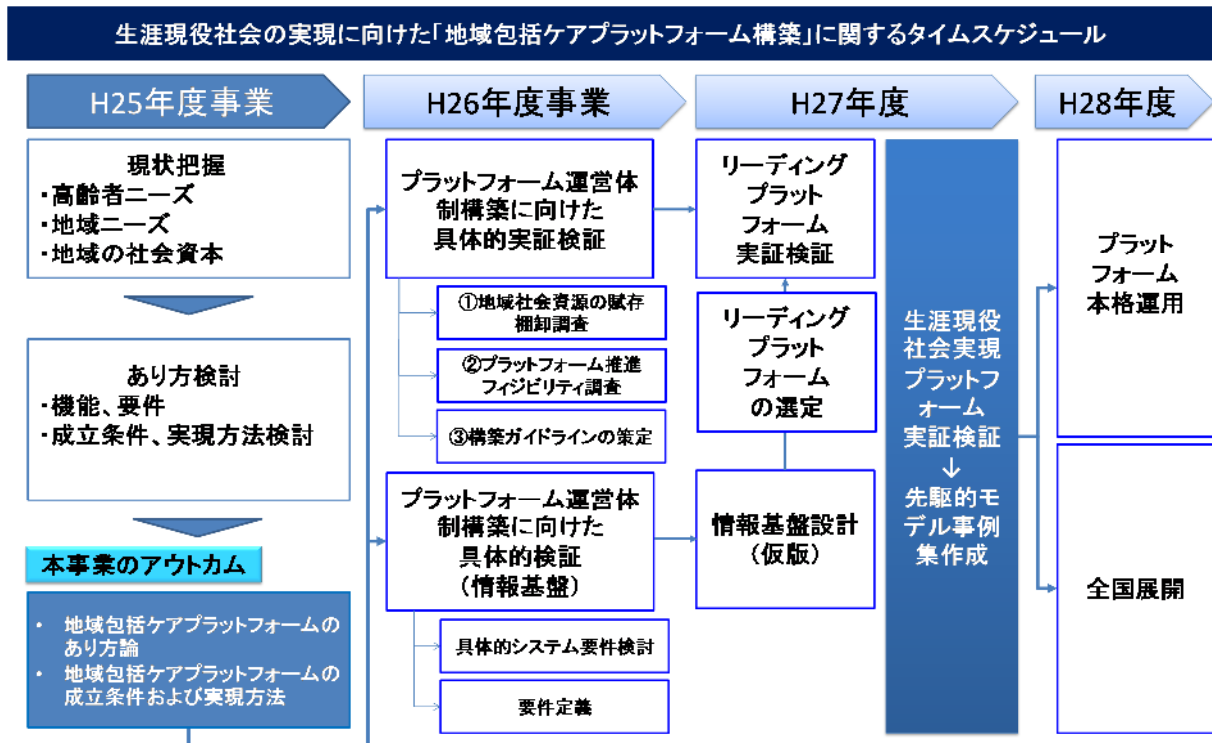 生涯現役社会の実現に向けた「地域包括ケアプラットフォーム構築」に関するタイムスケジュール
H25年度事業
H26年度事業
H27年度
H28年度
現状把握
・高齢者ニーズ
・地域ニーズ
・地域の社会資本
あり方検討
・機能、要件
・成立条件、実現方法検討
本事業のアウトカム
• 地域包括ケアプラットフォームの
あり方論
• 地域包括ケアプラットフォームの
成立条件および実現方法
プラットフォーム運営体
制構築に向けた
具体的実証検証
①地域社会資源の賦存
棚卸調査
②プラットフォーム推進
フィジビリティ調査
③構築ガイドラインの策定
プラットフォーム運営体
制構築に向けた
具体的検証
(情報基盤)
具体的システム要件検討
要件定義
リーディング
プラット
フォーム
実証検証
リーディング
プラット
フォーム
の選定
情報基盤設計
(仮版)
生涯現役
社会実現
プラットフ
ォーム
実証検証
↓
先駆的モ
デル事例
集作成
プラット
フォーム
本格運用
全国展開